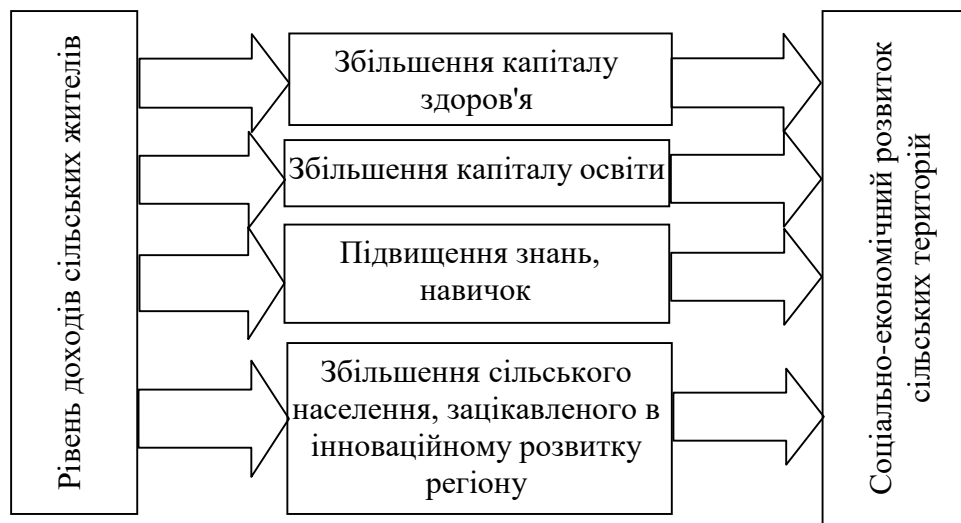 Рівень доходів сільських жителів
Збільшення капіталу
здоров'я
Збільшення капіталу освіти
Підвищення знань,
навичок
Збільшення сільського
населення, зацікавленого в
інноваційному розвитку
регіону
Соціально-економічний розвиток
сільських територій